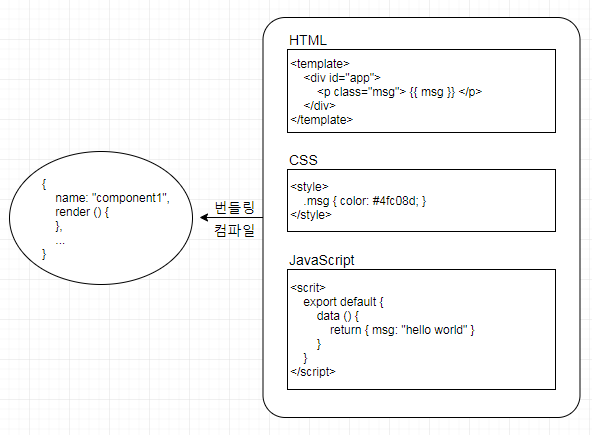 {
name: "component1",
render () {
},
...
}
번들링
컴파일
HTML
<template>
<div id="app">
<p class="msg"> {{ msg }} </p>
</div>
</template>
CSS
<style>
.msg { color: #4fc08d; }
</style>
JavaScript
<scrit>
export default {
data () {
return { msg: "hello world" }
}
}
</script>